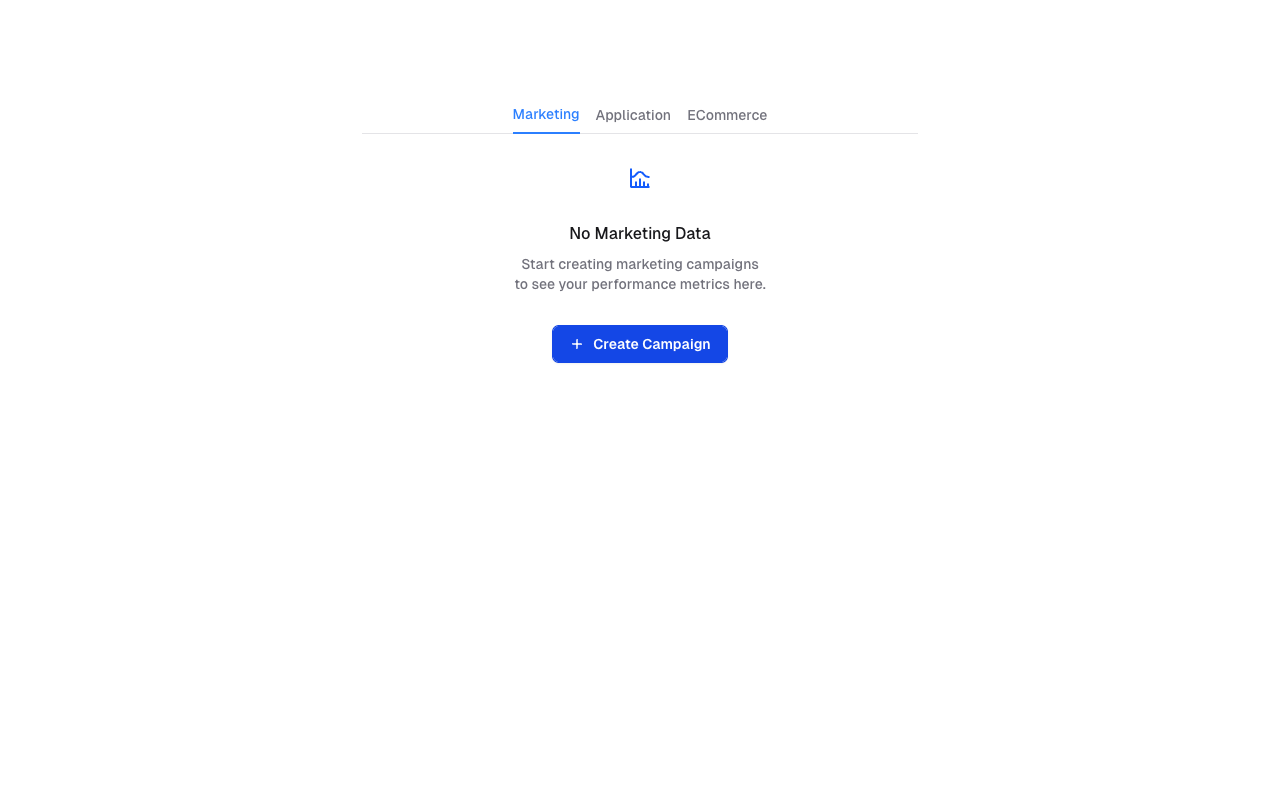 Marketing Application ECommerce
No Marketing Data
Start creating marketing campaigns
to see your performance metrics here.
Create Campaign